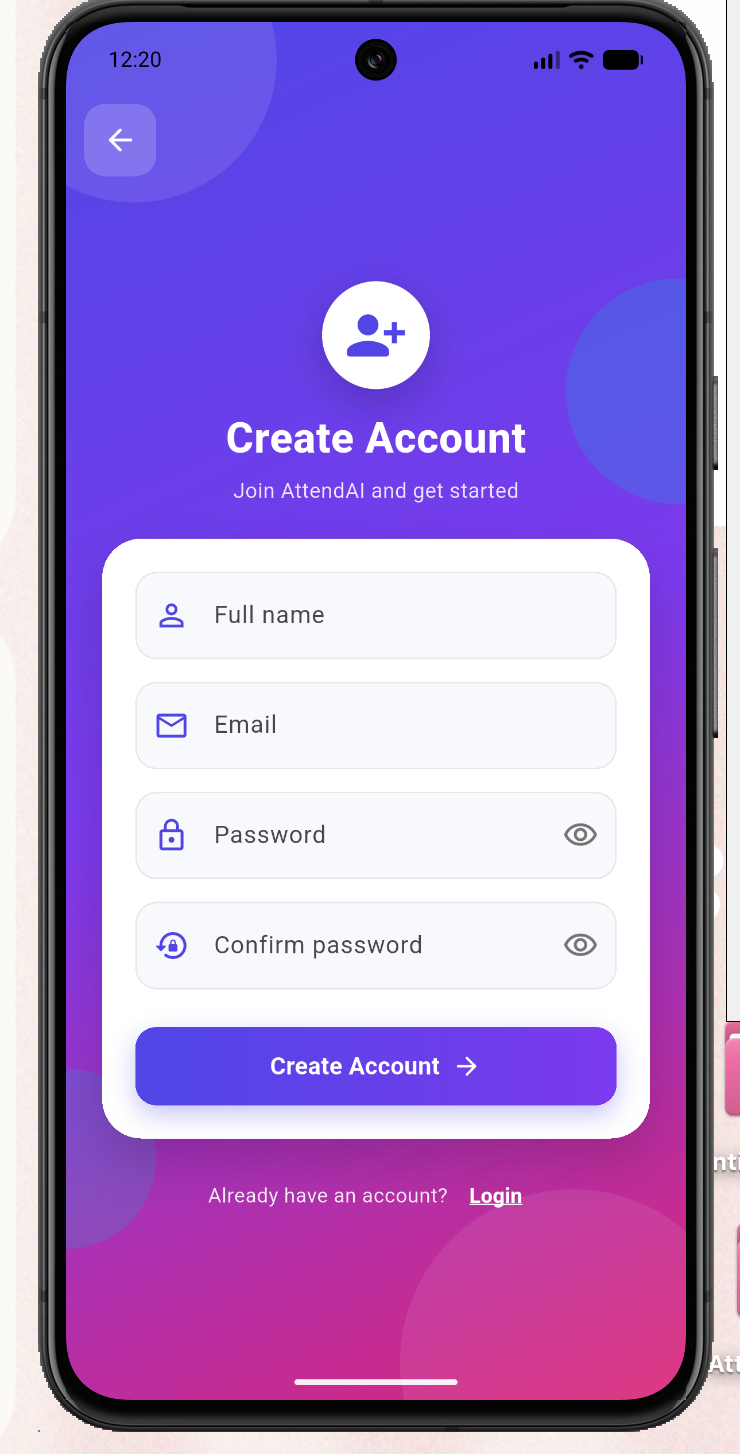 12:20
Create Account
Join AttendAI and get started
Full name
Email
Password
Confirm password
Create Account
Already have an account? Login